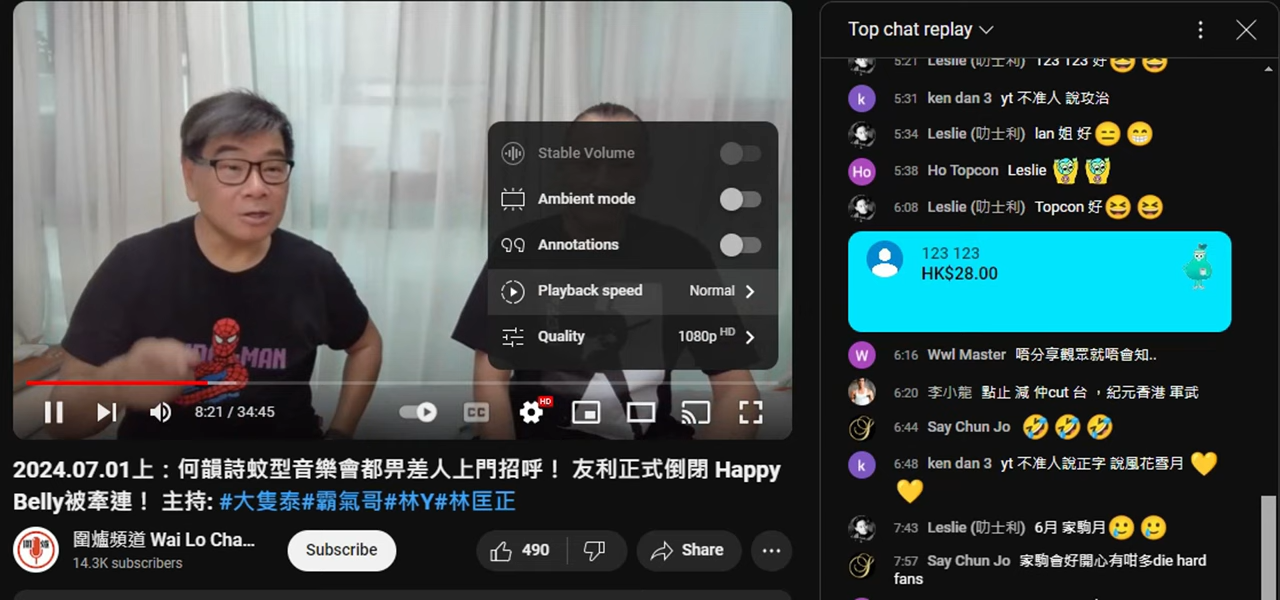 Top chat replay
5:21 Leslie (叻士利) 123 123 好
5:31 ken dan 3 yt 不准人 說攻治
5:34 Leslie (叻士利) lan 姐 好
5:38 Ho Topcon Leslie
6:08 Leslie (叻士利) Topcon 好
123 123
HK$28.00
6:16 Wwl Master 唔分享觀眾就唔會知..
6:20 李小龍 點止 減 仲cut 台 ，紀元香港 軍武
6:44 Say Chun Jo
6:48 ken dan 3 yt 不准人說正字 說風花雪月
7:43 Leslie (叻士利) 6月 家駒月
7:57 Say Chun Jo 家駒會好開心有咁多die hard
fans
k
Ho
W
k
Stable Volume
Ambient mode
Annotations
Playback speed Normal
Quality 1080p HD
MAN
8:21 / 34:45
CC
HD
2024.07.01上：何韻詩蚊型音樂會都畀差人上門招呼！ 友利正式倒閉 Happy
Belly被牽連！ 主持: #大隻泰#霸氣哥#林Y#林匡正
圍爐頻道 Wai Lo Cha...
14.3K subscribers
Subscribe
490
Share